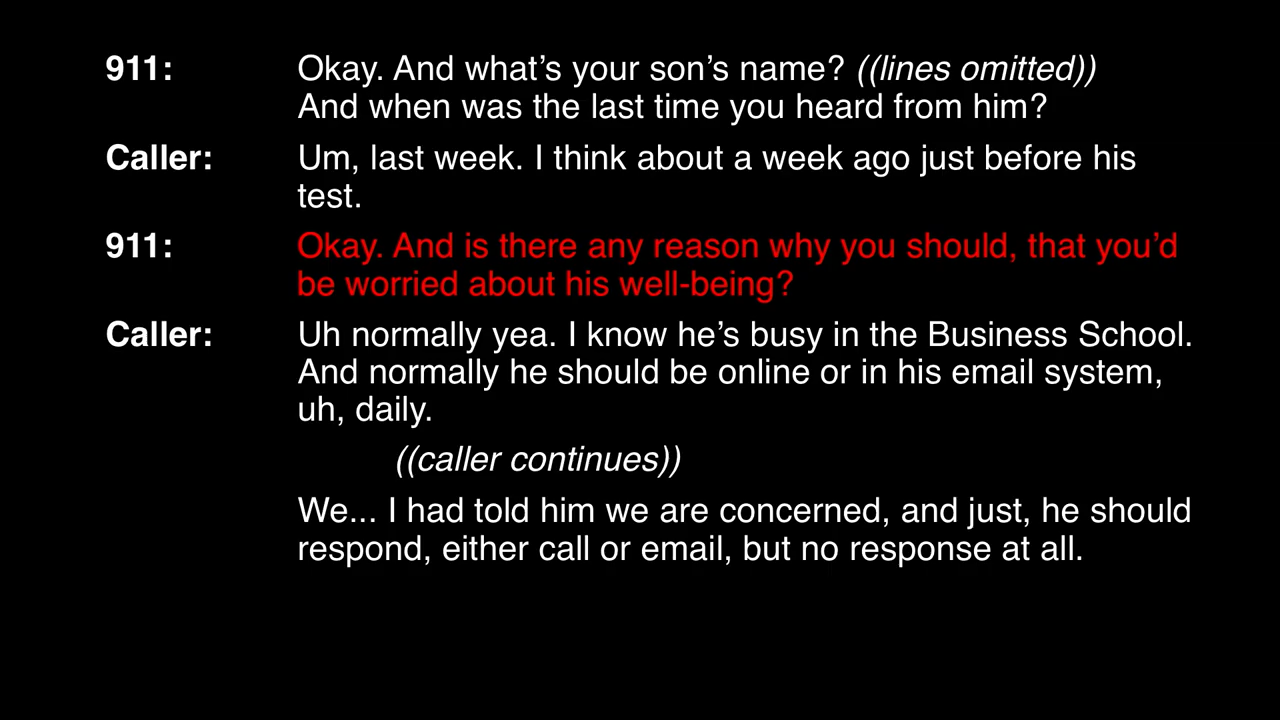 911: Okay. And what’s your son’s name? ((lines omitted))
And when was the last time you heard from him?
Caller: Um, last week. I think about a week ago just before his
test.
911: Okay. And is there any reason why you should, that you’d
be worried about his well-being?
Caller: Uh normally yea. I know he’s busy in the Business School.
And normally he should be online or in his email system,
uh, daily.
((caller continues))
We... I had told him we are concerned, and just, he should
respond, either call or email, but no response at all.